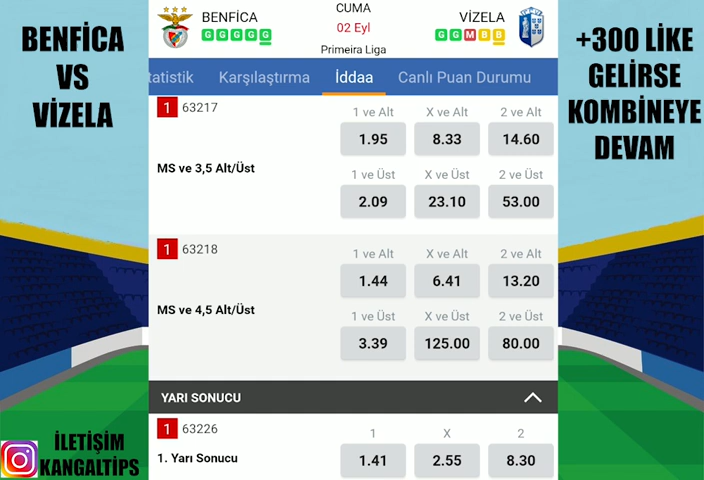 BENFİCA
VS
VİZELA
BENFİCA
G G G G G
CUMA
02 Eyl
Primeira Liga
VİZELA
G G M B B
+300 LİKE
GELİRSE
KOMBİNEYE
DEVAM
tatistik Karşılaştırma İddaa Canlı Puan Durumu
1 63217
MS ve 3,5 Alt/Üst
1 ve Alt X ve Alt 2 ve Alt
1.95 8.33 14.60
1 ve Üst X ve Üst 2 ve Üst
2.09 23.10 53.00
1 63218
MS ve 4,5 Alt/Üst
1 ve Alt X ve Alt 2 ve Alt
1.44 6.41 13.20
1 ve Üst X ve Üst 2 ve Üst
3.39 125.00 80.00
YARI SONUCU
1 63226
1. Yarı Sonucu
1 X 2
1.41 2.55 8.30
İLETİŞİM
KANGALTİPS